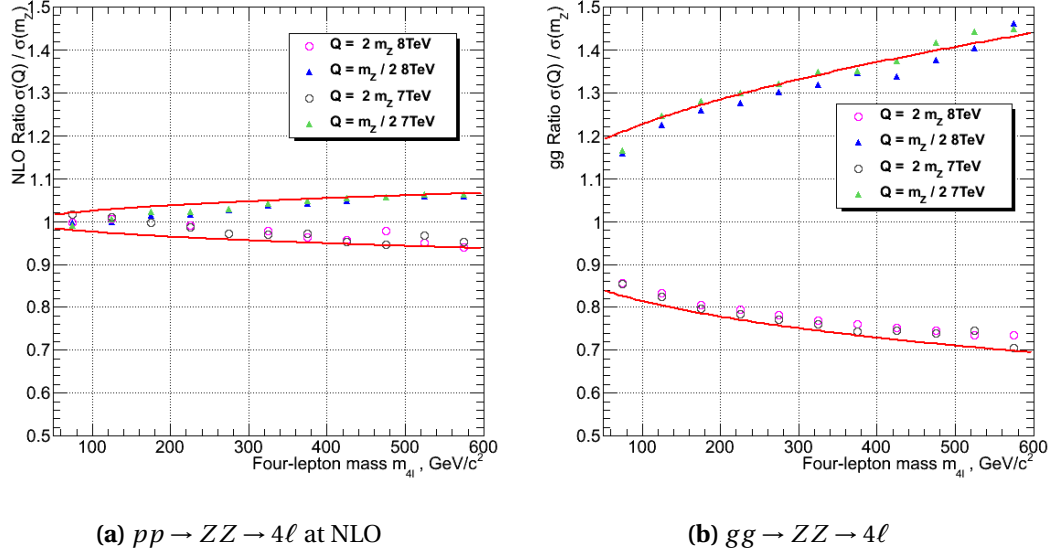 NLO Ratio σ(Q) / σ(m_Z)
1.5
1.4
1.3
1.2
1.1
1
0.9
0.8
0.7
0.6
0.5
Q = 2 m_Z 8TeV
Q = m_Z / 2 8TeV
Q = 2 m_Z 7TeV
Q = m_Z / 2 7TeV
100 200 300 400 500 600
Four-lepton mass m_4l , GeV/c²
(a) pp → ZZ → 4ℓ at NLO
gg Ratio σ(Q) / σ(m_Z)
1.5
1.4
1.3
1.2
1.1
1
0.9
0.8
0.7
0.6
0.5
Q = 2 m_Z 8TeV
Q = m_Z / 2 8TeV
Q = 2 m_Z 7TeV
Q = m_Z / 2 7TeV
100 200 300 400 500 600
Four-lepton mass m_4l , GeV/c²
(b) gg → ZZ → 4ℓ